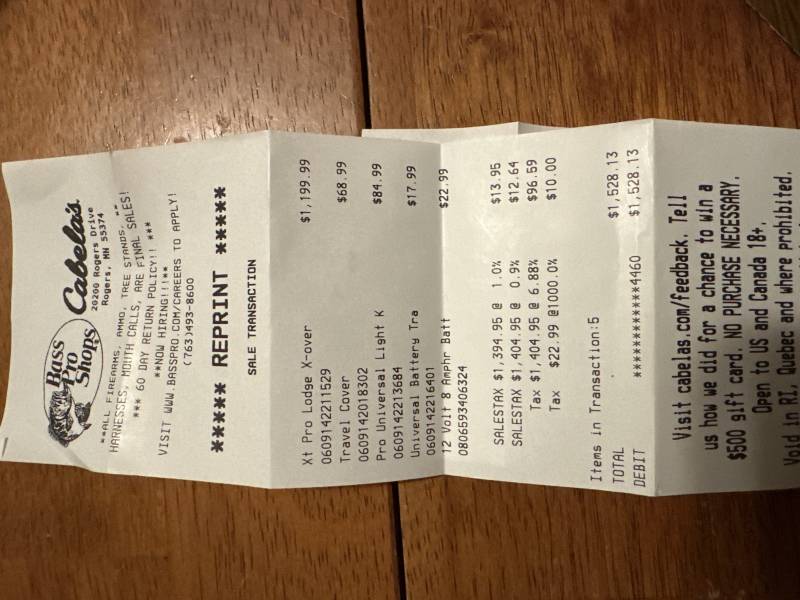 Bass
Pro
Shops
Cabela's
20200 Rogers Drive
Rogers, MN 55374
**ALL FIREARMS, AMMO, TREE STANDS, **
HARNESSES, MOUTH CALLS, ARE FINAL SALES!
*** 60 DAY RETURN POLICY!! ***
**NOW HIRING!!!**
VISIT WWW.BASSPRO.COM/CAREERS TO APPLY!
(763)493-8600
***** REPRINT *****
SALE TRANSACTION
Xt Pro Lodge X-over $1,199.99
0609142211529
Travel Cover $68.99
0609142018302
Pro Universal Light K $84.99
0609142213684
Universal Battery Tra $17.99
0609142216401
12 Volt 8 Amphr Batt $22.99
0806593406324
SALESTAX $1,394.95 @ 1.0% $13.95
SALESTAX $1,404.95 @ 0.9% $12.64
Tax $1,404.95 @ 6.88% $96.59
Tax $22.99 @1000.0% $10.00
Items in Transaction:5
TOTAL $1,528.13
DEBIT ************4460 $1,528.13
Visit cabelas.com/feedback. Tell
us how we did for a chance to win a
$500 gift card. NO PURCHASE NECESSARY.
Open to US and Canada 18+.
Void in RI, Quebec and where prohibited.